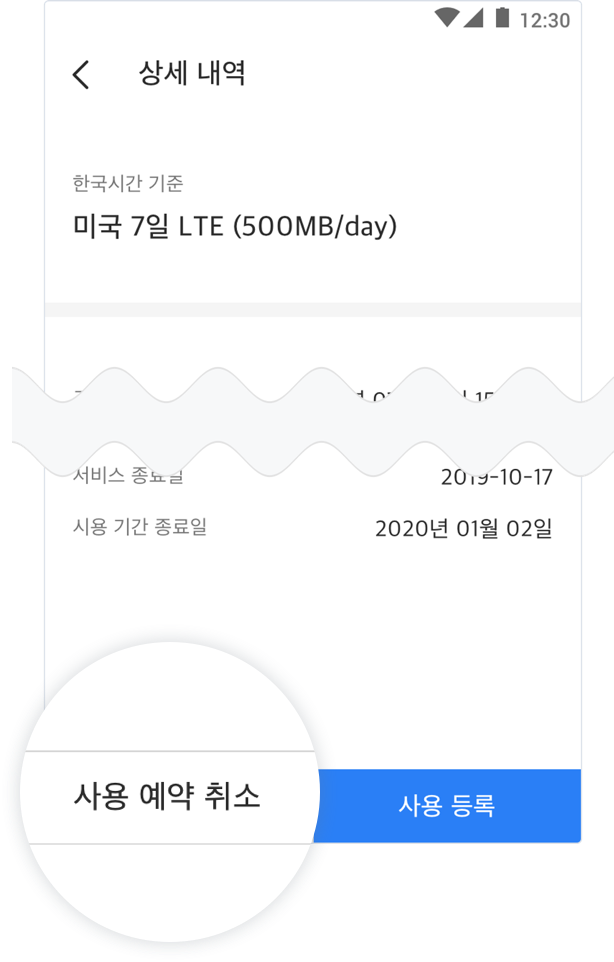 12:30
상세 내역
한국시간 기준
미국 7일 LTE (500MB/day)
서비스 종료일 2019-10-17
시용 기간 종료일 2020년 01월 02일
사용 예약 취소
사용 등록